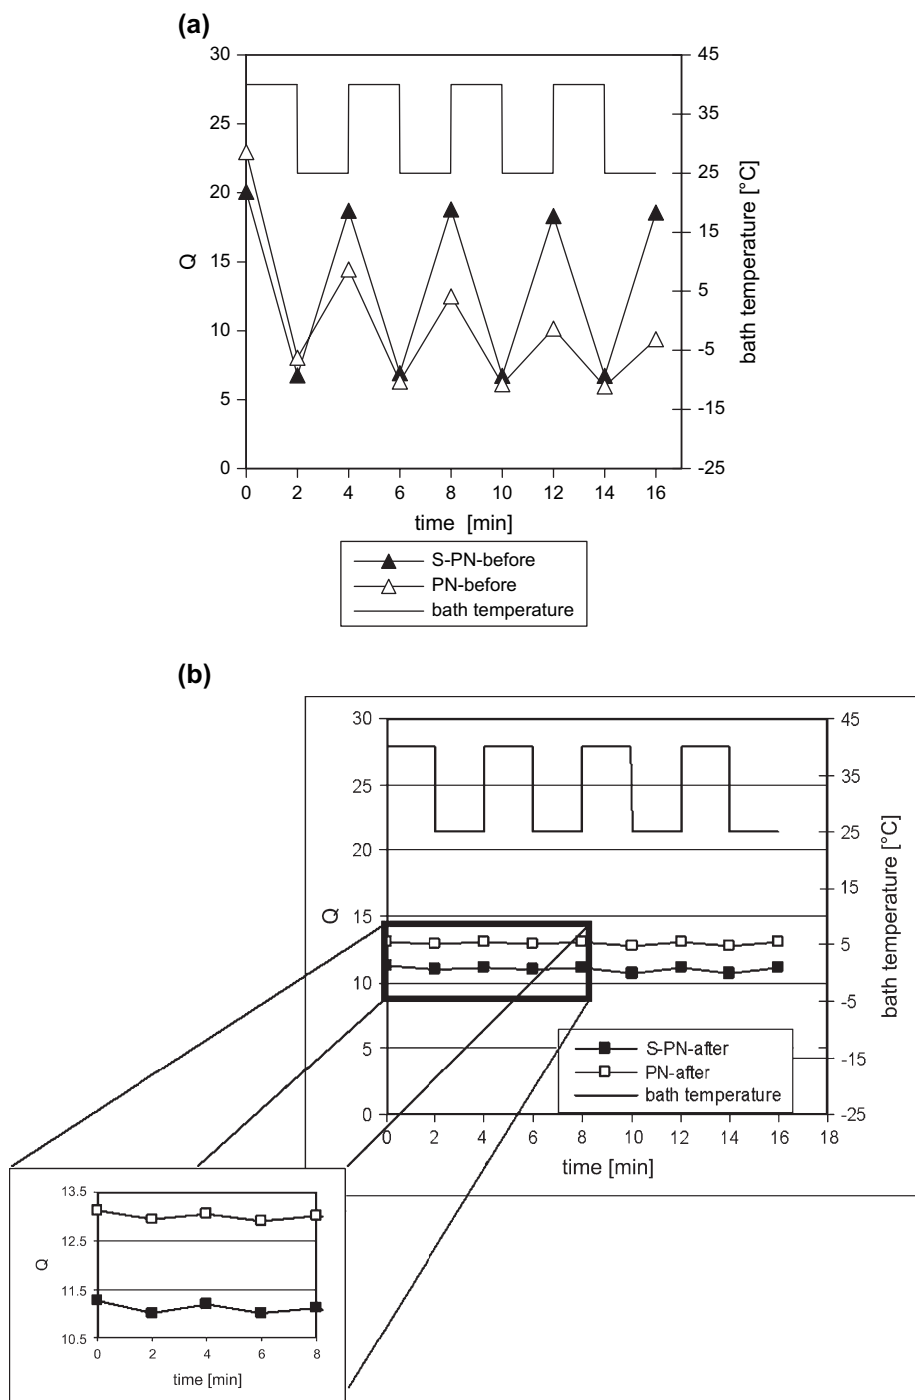 (a)
30
25
20
15
10
5
0
Q
45
35
25
15
5
-5
-15
-25
bath temperature [°C]
0 2 4 6 8 10 12 14 16
time [min]
S-PN-before
PN-before
bath temperature
(b)
30
25
20
15
10
5
0
Q
45
35
25
15
5
-5
-15
-25
bath temperature [°C]
S-PN-after
PN-after
bath temperature
0 2 4 6 8 10 12 14 16 18
time [min]
13.5
12.5
11.5
10.5
Q
0 2 4 6 8
time [min]